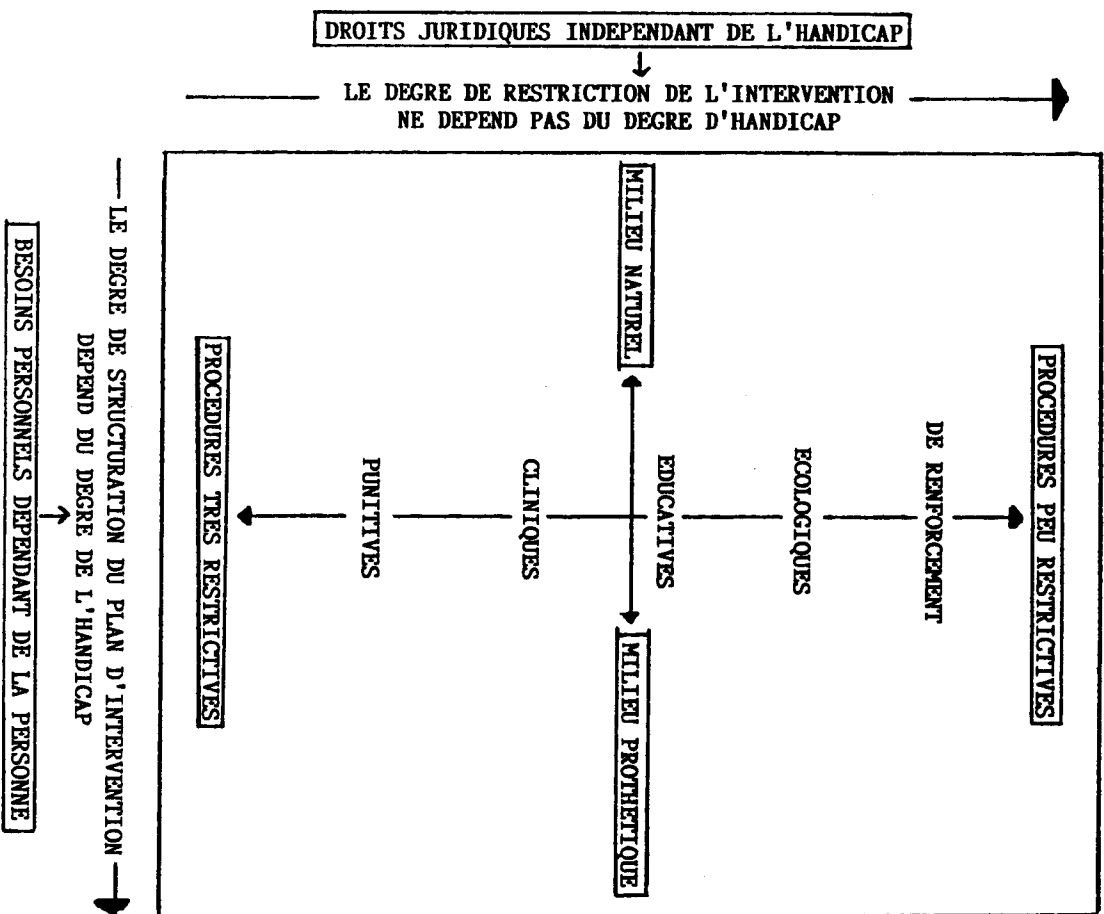 DROITS JURIDIQUES INDEPENDANT DE L'HANDICAP
LE DEGRE DE RESTRICTION DE L'INTERVENTION
NE DEPEND PAS DU DEGRE D'HANDICAP
BESOINS PERSONNELS DEPENDANT DE LA PERSONNE
LE DEGRE DE STRUCTURATION DU PLAN D'INTERVENTION
DEPEND DU DEGRE DE L'HANDICAP
PROCEDURES TRES RESTRICTIVES
PUNITIVES
CLINIQUES
MILIEU NATUREL
MILIEU PROTHETIQUE
EDUCATIVES
ECOLOGIQUES
DE RENFORCEMENT
PROCEDURES PEU RESTRICTIVES